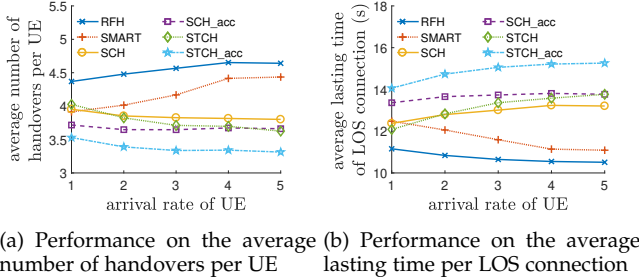 5.5
5
4.5
4
3.5
3
average number of
handovers per UE
RFH
SMART
SCH
SCH_acc
STCH
STCH_acc
1 2 3 4 5
arrival rate of UE
18
16
14
12
10
average lasting time
of LOS connection (s)
RFH
SMART
SCH
SCH_acc
STCH
STCH_acc
1 2 3 4 5
arrival rate of UE
(a) Performance on the average
number of handovers per UE
(b) Performance on the average
lasting time per LOS connection